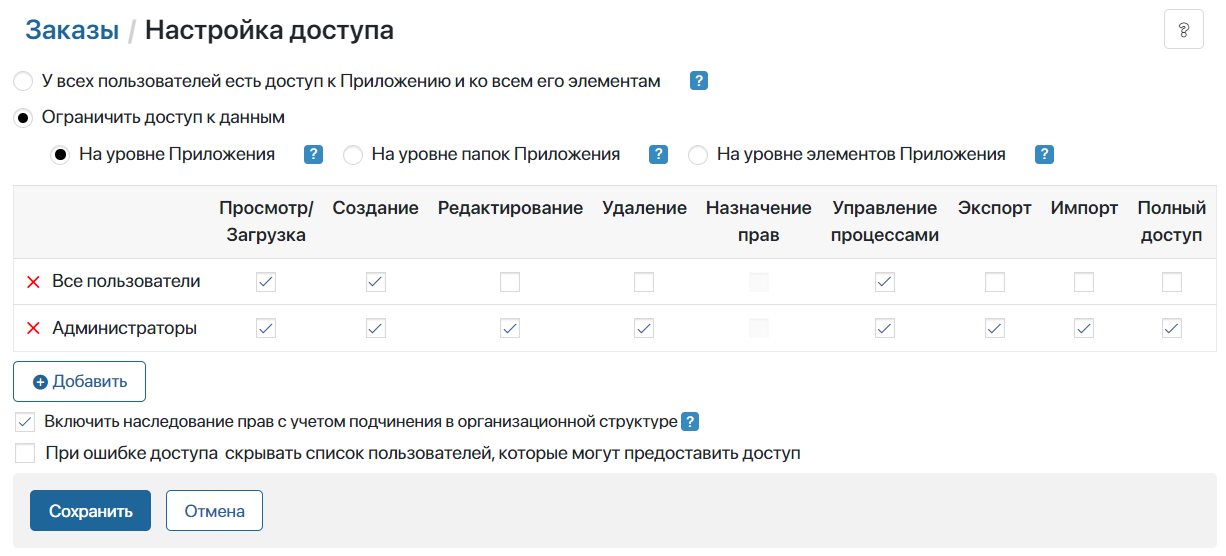 Заказы / Настройка доступа
?
У всех пользователей есть доступ к Приложению и ко всем его элементам ?
Ограничить доступ к данным
На уровне Приложения ? На уровне папок Приложения ? На уровне элементов Приложения ?
Просмотр/ Создание Редактирование Удаление Назначение Управление Экспорт Импорт Полный
Загрузка прав процессами доступ
Все пользователи
Администраторы
Добавить
Включить наследование прав с учетом подчинения в организационной структуре ?
При ошибке доступа скрывать список пользователей, которые могут предоставить доступ
Сохранить Отмена